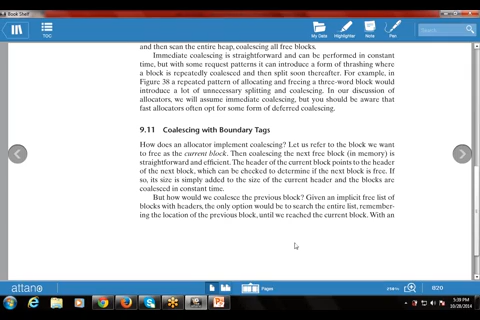 Book Shelf
TOC
My Data
Highlighter
Note
Pen
Search...
and then scan the entire heap, coalescing all free blocks.
Immediate coalescing is straightforward and can be performed in constant
time, but with some request patterns it can introduce a form of thrashing where
a block is repeatedly coalesced and then split soon thereafter. For example, in
Figure 38 a repeated pattern of allocating and freeing a three-word block would
introduce a lot of unnecessary splitting and coalescing. In our discussion of
allocators, we will assume immediate coalescing, but you should be aware that
fast allocators often opt for some form of deferred coalescing.
9.11 Coalescing with Boundary Tags
How does an allocator implement coalescing? Let us refer to the block we want
to free as the current block. Then coalescing the next free block (in memory) is
straightforward and efficient. The header of the current block points to the header
of the next block, which can be checked to determine if the next block is free. If
so, its size is simply added to the size of the current header and the blocks are
coalesced in constant time.
But how would we coalesce the previous block? Given an implicit free list of
blocks with headers, the only option would be to search the entire list, remember-
ing the location of the previous block, until we reached the current block. With an
attano
Pages
820
5:39 PM
10/28/2014